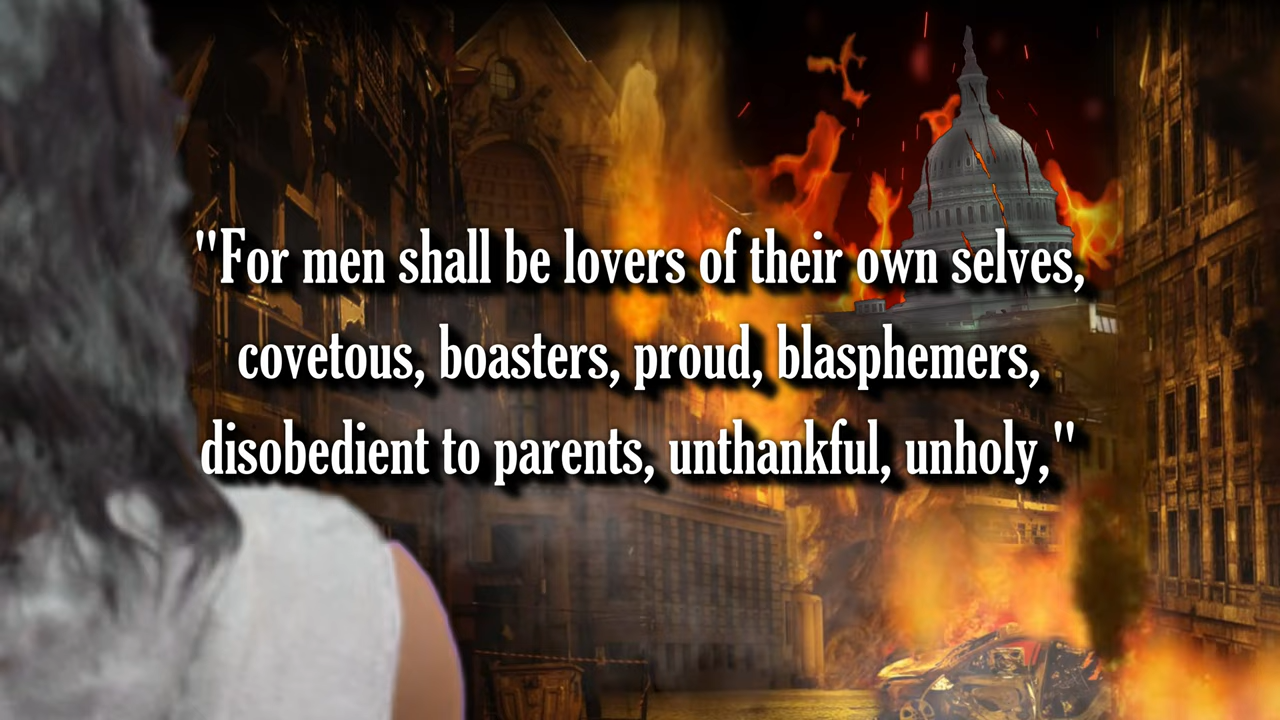 "For men shall be lovers of their own selves,
covetous, boasters, proud, blasphemers,
disobedient to parents, unthankful, unholy,"